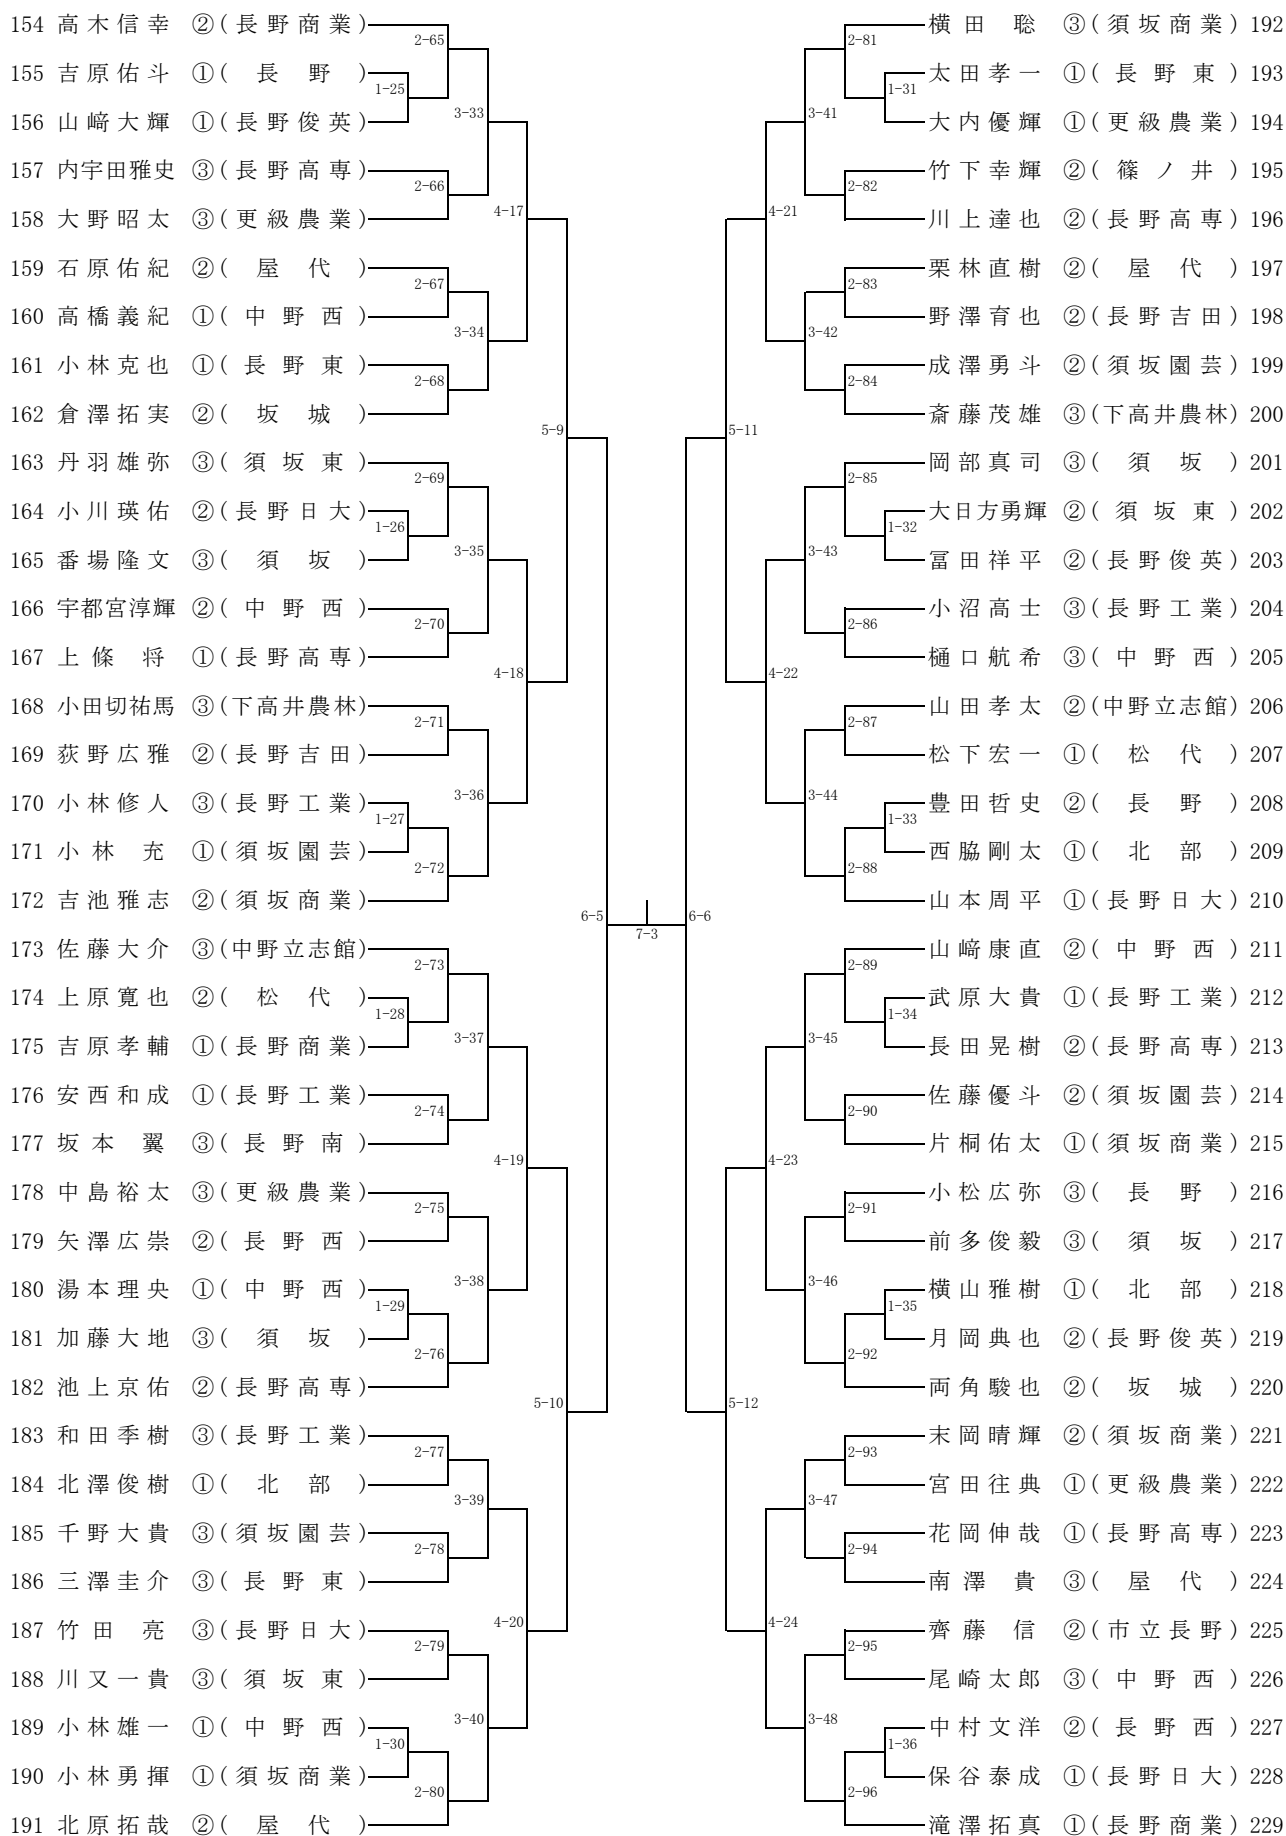 154 高木信幸 ②(長野商業)
155 吉原佑斗 ①(長野)
156 山﨑大輝 ①(長野俊英)
157 内宇田雅史 ③(長野高専)
158 大野昭太 ③(更級農業)
159 石原佑紀 ②(屋代)
160 高橋義紀 ①(中野西)
161 小林克也 ①(長野東)
162 倉澤拓実 ②(坂城)
163 丹羽雄弥 ③(須坂東)
164 小川瑛佑 ②(長野日大)
165 番場隆文 ③(須坂)
166 宇都宮淳輝 ②(中野西)
167 上條将 ①(長野高専)
168 小田切祐馬 ③(下高井農林)
169 荻野広雅 ②(長野吉田)
170 小林修人 ③(長野工業)
171 小林充 ①(須坂園芸)
172 吉池雅志 ②(須坂商業)
173 佐藤大介 ③(中野立志館)
174 上原寛也 ②(松代)
175 吉原孝輔 ①(長野商業)
176 安西和成 ①(長野工業)
177 坂本翼 ③(長野南)
178 中島裕太 ③(更級農業)
179 矢澤広崇 ②(長野西)
180 湯本理央 ①(中野西)
181 加藤大地 ③(須坂)
182 池上京佑 ②(長野高専)
183 和田季樹 ③(長野工業)
184 北澤俊樹 ①(北部)
185 千野大貴 ③(須坂園芸)
186 三澤圭介 ③(長野東)
187 竹田亮 ③(長野日大)
188 川又一貴 ③(須坂東)
189 小林雄一 ①(中野西)
190 小林勇揮 ①(須坂商業)
191 北原拓哉 ②(屋代)
1-25
1-26
1-27
1-28
1-29
1-30
2-65
2-66
2-67
2-68
2-69
2-70
2-71
2-72
2-73
2-74
2-75
2-76
2-77
2-78
2-79
2-80
3-33
3-34
3-35
3-36
3-37
3-38
3-39
3-40
4-17
4-18
4-19
4-20
5-9
5-10
6-5
7-3
6-6
5-11
5-12
4-21
4-22
4-23
4-24
3-41
3-42
3-43
3-44
3-45
3-46
3-47
3-48
2-81
2-82
2-83
2-84
2-85
2-86
2-87
2-88
2-89
2-90
2-91
2-92
2-93
2-94
2-95
2-96
1-31
1-32
1-33
1-34
1-35
1-36
横田聡 ③(須坂商業) 192
太田孝一 ①(長野東) 193
大内優輝 ①(更級農業) 194
竹下幸輝 ②(篠ノ井) 195
川上達也 ②(長野高専) 196
栗林直樹 ②(屋代) 197
野澤育也 ②(長野吉田) 198
成澤勇斗 ②(須坂園芸) 199
斎藤茂雄 ③(下高井農林) 200
岡部真司 ③(須坂) 201
大日方勇輝 ②(須坂東) 202
冨田祥平 ②(長野俊英) 203
小沼高士 ③(長野工業) 204
樋口航希 ③(中野西) 205
山田孝太 ②(中野立志館) 206
松下宏一 ①(松代) 207
豊田哲史 ②(長野) 208
西脇剛太 ①(北部) 209
山本周平 ①(長野日大) 210
山﨑康直 ②(中野西) 211
武原大貴 ①(長野工業) 212
長田晃樹 ②(長野高専) 213
佐藤優斗 ②(須坂園芸) 214
片桐佑太 ①(須坂商業) 215
小松広弥 ③(長野) 216
前多俊毅 ③(須坂) 217
横山雅樹 ①(北部) 218
月岡典也 ②(長野俊英) 219
両角駿也 ②(坂城) 220
末岡晴輝 ②(須坂商業) 221
宮田往典 ①(更級農業) 222
花岡伸哉 ①(長野高専) 223
南澤貴 ③(屋代) 224
齊藤信 ②(市立長野) 225
尾崎太郎 ③(中野西) 226
中村文洋 ②(長野西) 227
保谷泰成 ①(長野日大) 228
滝澤拓真 ①(長野商業) 229